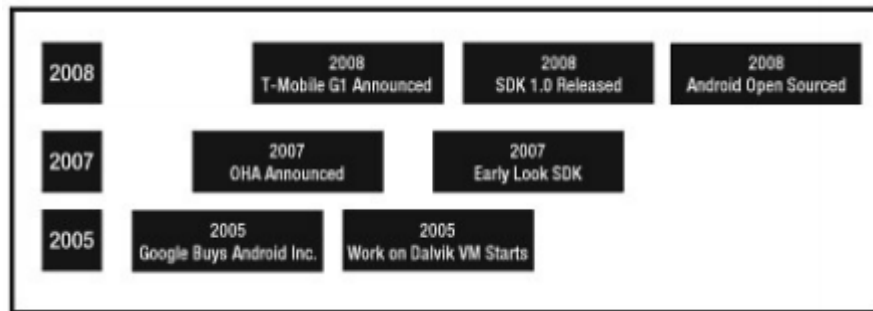 2008
2008
T-Mobile G1 Announced
2008
SDK 1.0 Released
2008
Android Open Sourced
2007
2007
OHA Announced
2007
Early Look SDK
2005
2005
Google Buys Android Inc.
2005
Work on Dalvik VM Starts